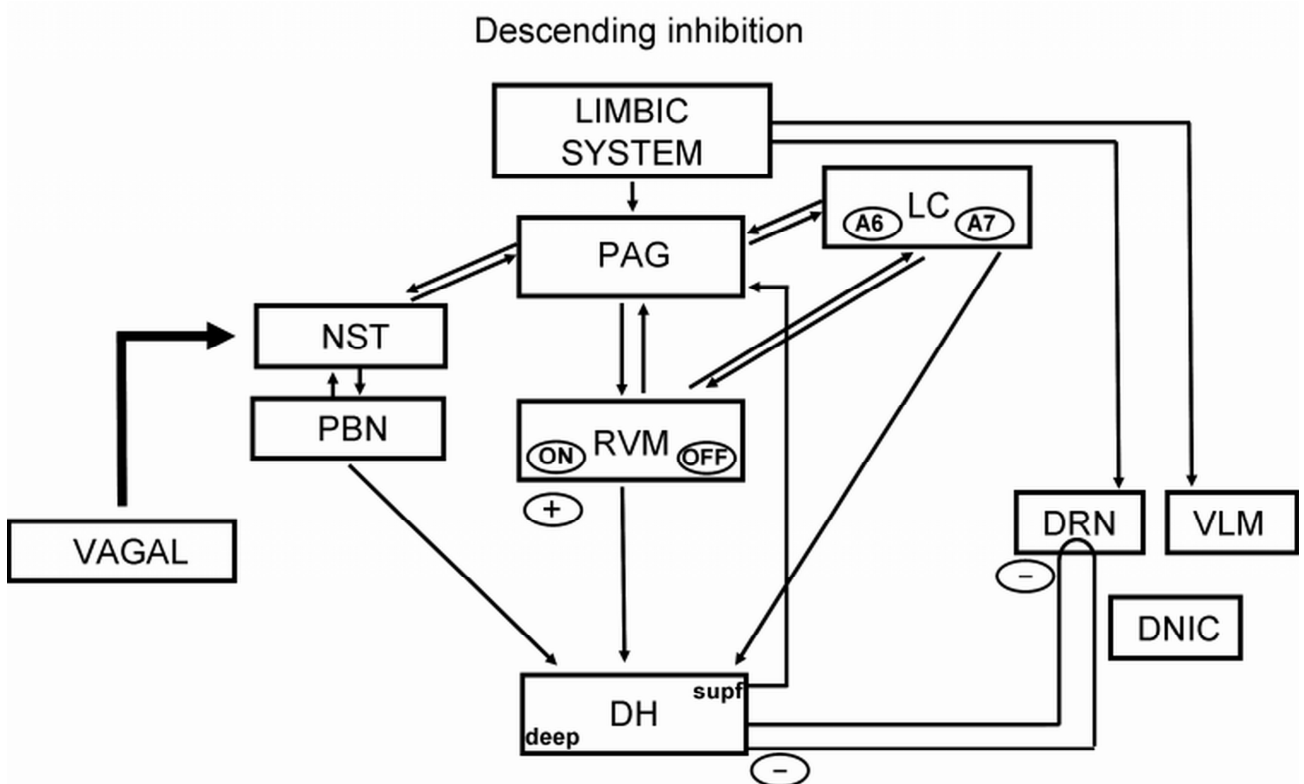 Descending inhibition
LIMBIC
SYSTEM
LC
A6
A7
PAG
NST
PBN
RVM
ON
OFF
+
VAGAL
DRN
VLM
−
DNIC
supf
DH
deep
−